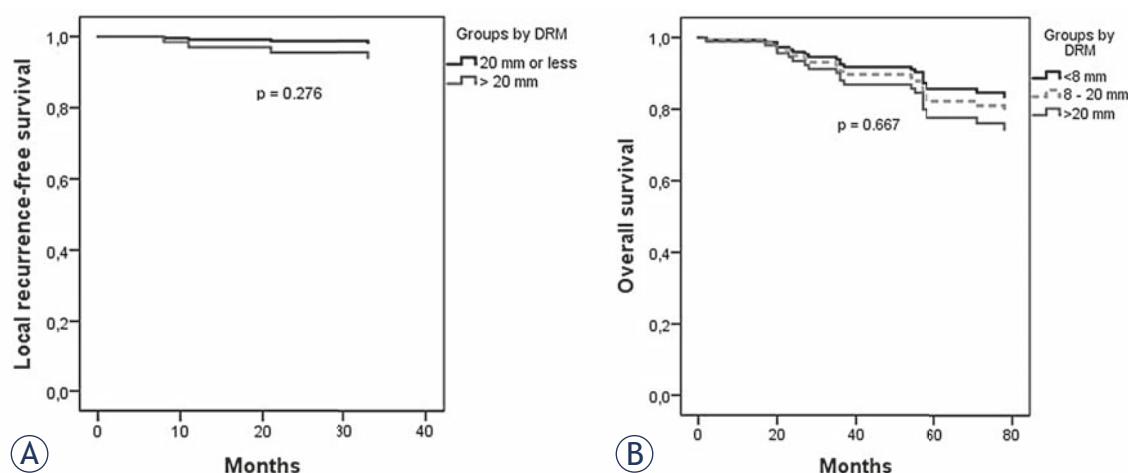 Local recurrence-free survival
1,0
0,8
0,6
0,4
0,2
0,0
0
10
20
30
40
Months
p = 0.276
Groups by DRM
20 mm or less
> 20 mm
A
Overall survival
1,0
0,8
0,6
0,4
0,2
0,0
0
20
40
60
80
Months
p = 0.667
Groups by
DRM
<8 mm
8 - 20 mm
>20 mm
B